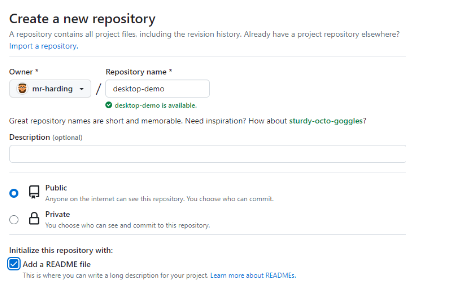 Create a new repository
A repository contains all project files, including the revision history. Already have a project repository elsewhere?
Import a repository.
Owner *
Repository name *
mr-harding
/
desktop-demo
desktop-demo is available.
Great repository names are short and memorable. Need inspiration? How about sturdy-octo-goggles?
Description (optional)
Public
Anyone on the internet can see this repository. You choose who can commit.
Private
You choose who can see and commit to this repository.
Initialize this repository with:
Add a README file
This is where you can write a long description for your project. Learn more about READMEs.